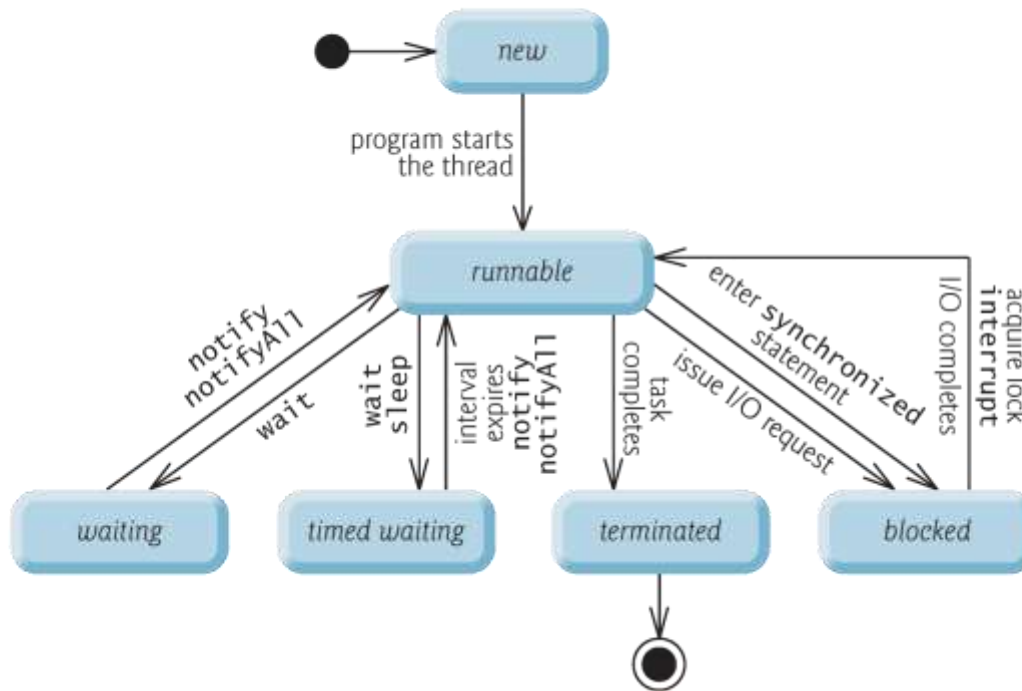 new
program starts
the thread
runnable
notify
notifyAll
wait
wait
sleep
interval
expires
notify
notifyAll
task
completes
issue I/O request
enter synchronized
statement
acquire lock
interrupt
I/O completes
waiting
timed waiting
terminated
blocked